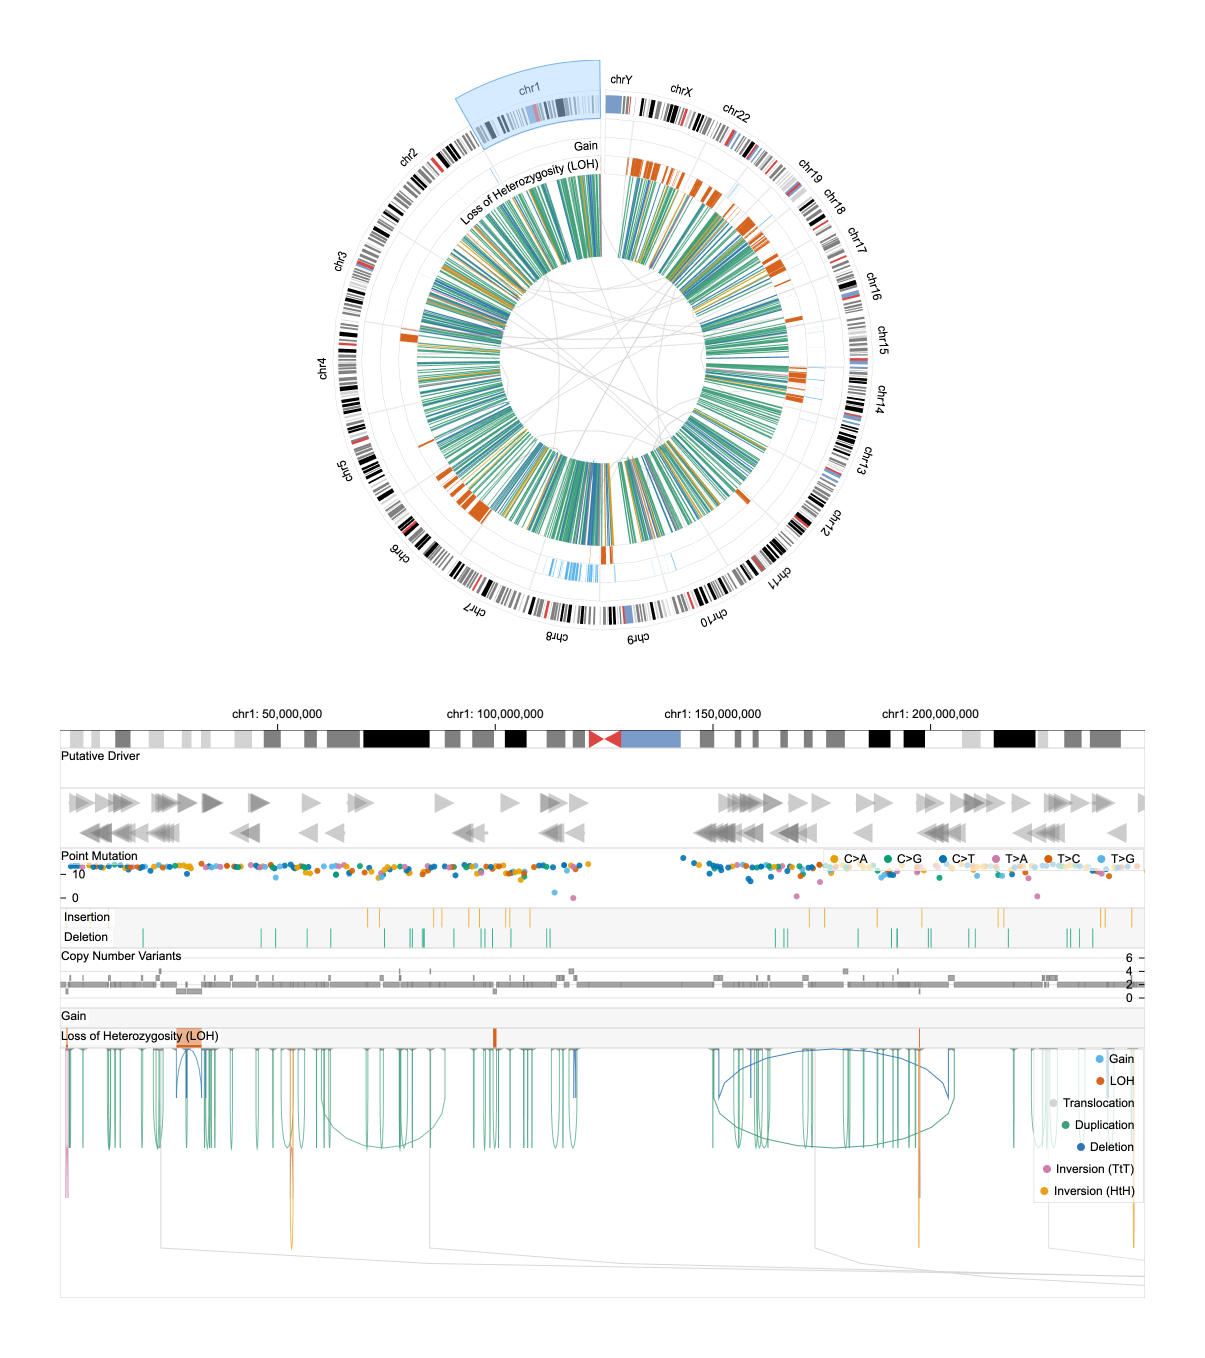 chrY
chrX
chr22
chr19
chr18
chr17
chr16
chr15
chr14
chr13
chr12
chr11
chr10
chr9
chr8
chr7
chr6
chr5
chr4
chr3
chr2
chr1
Gain
Loss of Heterozygosity (LOH)
chr1: 50,000,000
chr1: 100,000,000
chr1: 150,000,000
chr1: 200,000,000
Putative Driver
Point Mutation
C>A
C>G
C>T
T>A
T>C
T>G
10
0
Insertion
Deletion
Copy Number Variants
6
4
2
0
Gain
Loss of Heterozygosity (LOH)
Gain
LOH
Translocation
Duplication
Deletion
Inversion (TtT)
Inversion (HtH)